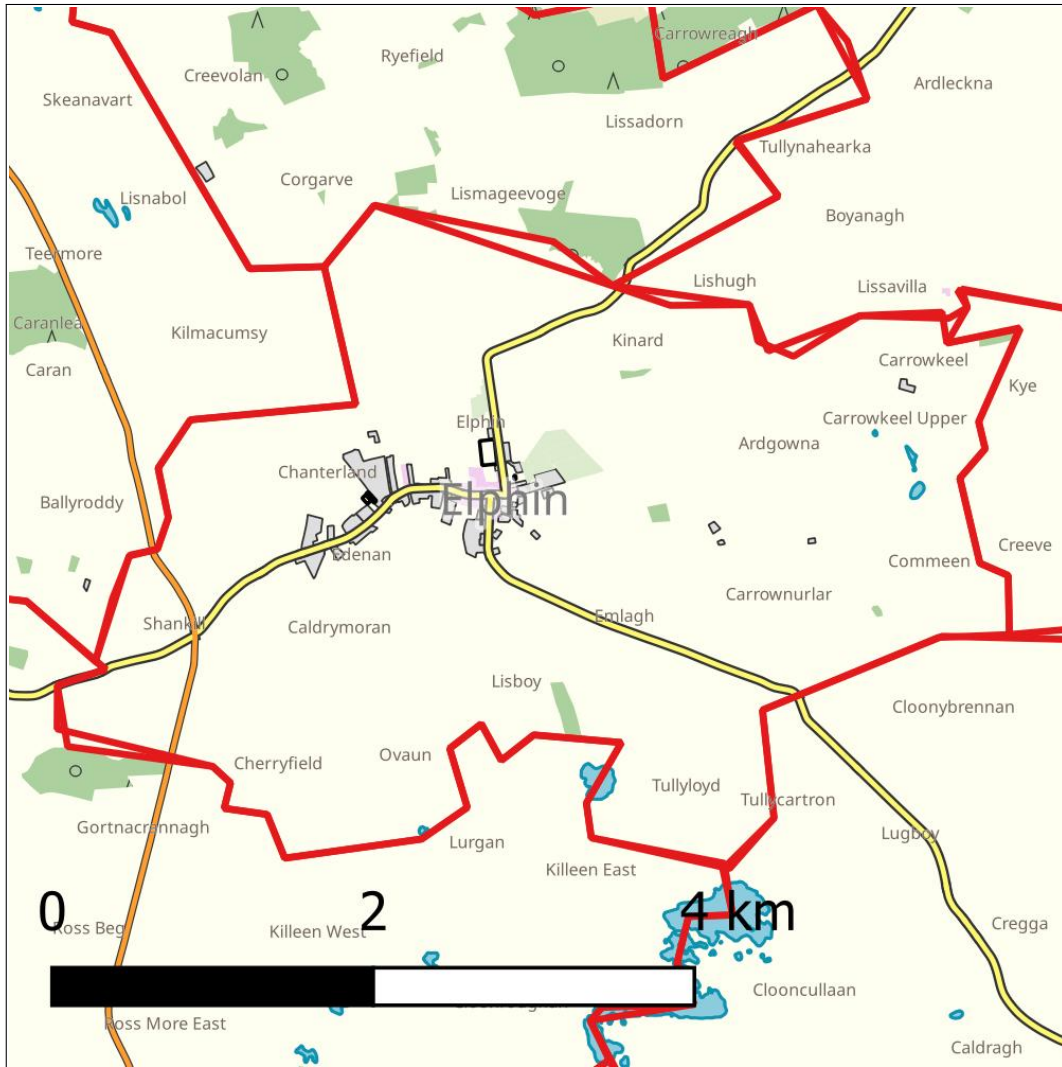 Carrowreagh
Ryefield
Creevolan
Ardleckna
Skeanavart
Lissadorn
Tullynahearka
Corgarve
Lismageevoge
Lisnabol
Boyanagh
Teermore
Lishugh
Lissavilla
Caranlea
Kilmacumsy
Kinard
Carrowkeel
Caran
Kye
Elphin
Carrowkeel Upper
Ardgowna
Chanterland
Elphin
Ballyroddy
Creeve
Edenan
Commeen
Carrownurlar
Shankill
Emlagh
Caldrymoran
Lisboy
Cloonybrennan
Ovaun
Cherryfield
Tullyloyd
Tullycartron
Gortnacrannagh
Lugboy
Lurgan
Killeen East
0 2 4 km
Ross Beg
Killeen West
Cregga
Clooncullaan
Ross More East
Caldragh